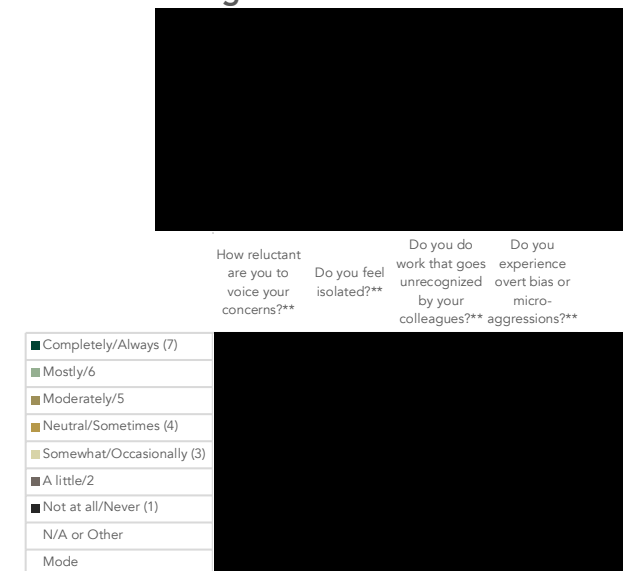 How reluctant
are you to
voice your
concerns?**
Do you feel
isolated?**
Do you do
work that goes
unrecognized
by your
colleagues?**
Do you
experience
overt bias or
micro-
aggressions?**
Completely/Always (7)
Mostly/6
Moderately/5
Neutral/Sometimes (4)
Somewhat/Occasionally (3)
A little/2
Not at all/Never (1)
N/A or Other
Mode